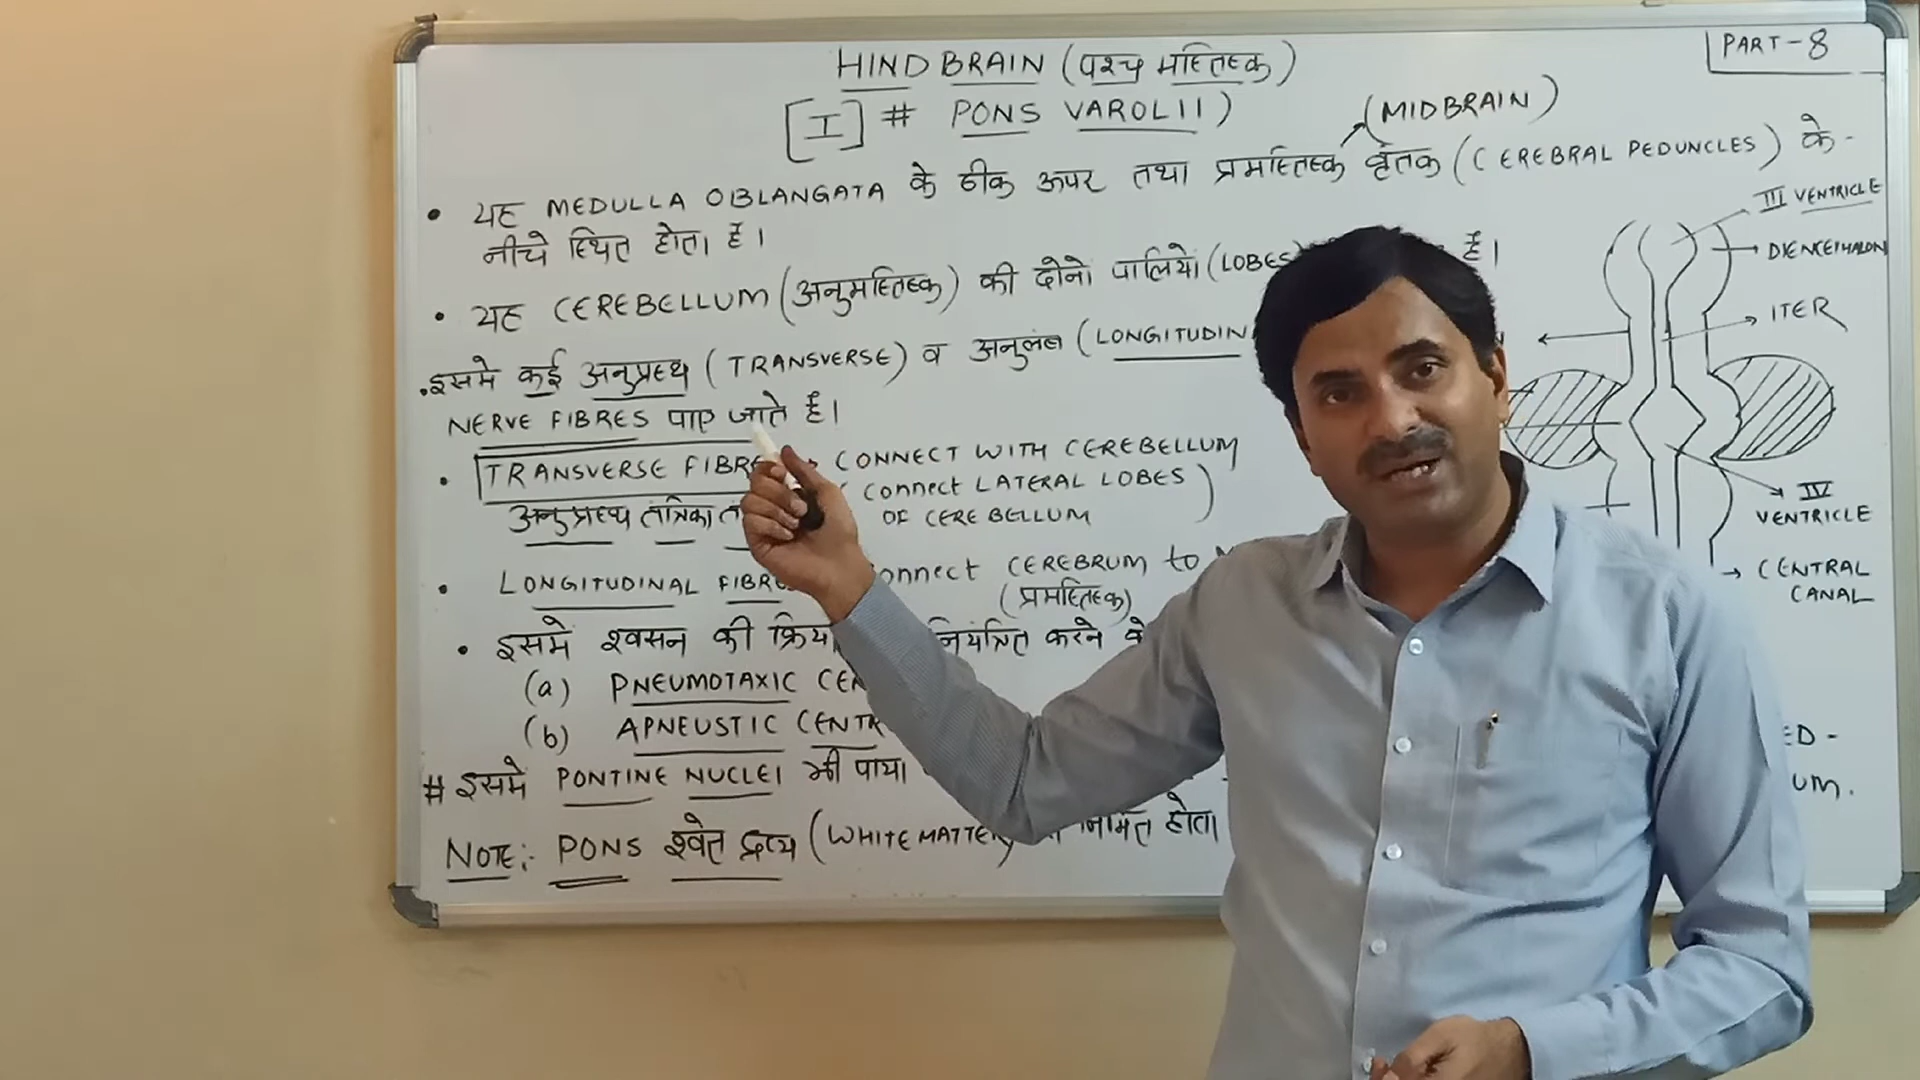 PART-8
HIND BRAIN (पश्च मस्तिष्क)
[I] # PONS VAROLII)
(MIDBRAIN)
• यह MEDULLA OBLANGATA के ठीक ऊपर तथा प्रमस्तिष्क वृंतक (CEREBRAL PEDUNCLES) के -
नीचे स्थित होता है।
• यह CEREBELLUM (अनुमस्तिष्क) की दोनो पालियों (LOBES) है।
• इसमे कई अनुप्रस्थ (TRANSVERSE) व अनुलंब (LONGITUDIN
NERVE FIBRES पाए जाते है।
• TRANSVERSE FIBRE → CONNECT WITH CEREBELLUM
(Connect LATERAL LOBES
OF CEREBELLUM)
अनुप्रस्थ तंत्रिका
• LONGITUDINAL FIBRE onnect CEREBRUM to
(प्रमस्तिष्क)
• इसमे श्वसन की क्रिया नियंत्रित करने के
(a) PNEUMOTAXIC CEN
(b) APNEUSTIC CENTR
# इसमे PONTINE NUCLEI भी पाया
NOTE:- PONS श्वेत द्रव्य (WHITE MATTER) निर्मित होता
III VENTRICLE
DIENCEPHALON
ITER
IV
VENTRICLE
CENTRAL
CANAL
ED -
UM.